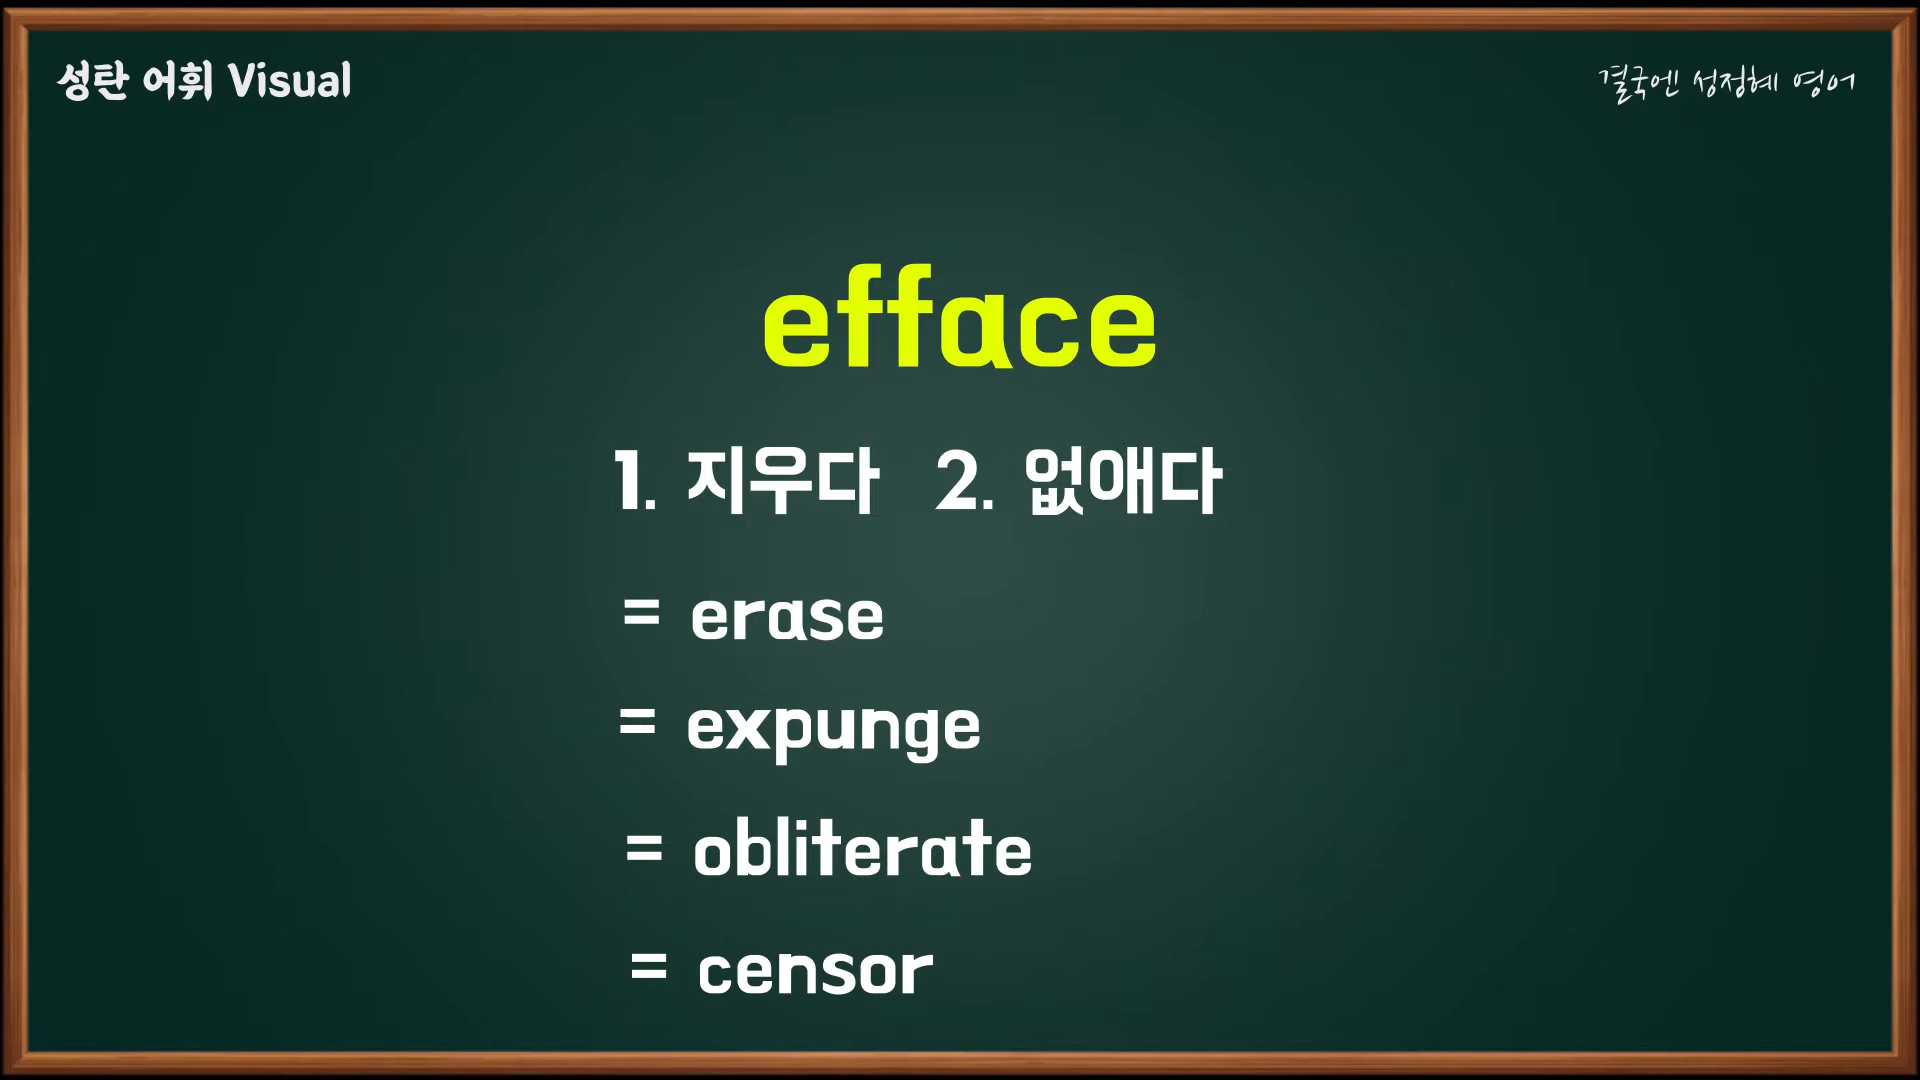 성탄 어휘 Visual
결국엔 성정혜 영어
efface
1. 지우다 2. 없애다
= erase
= expunge
= obliterate
= censor